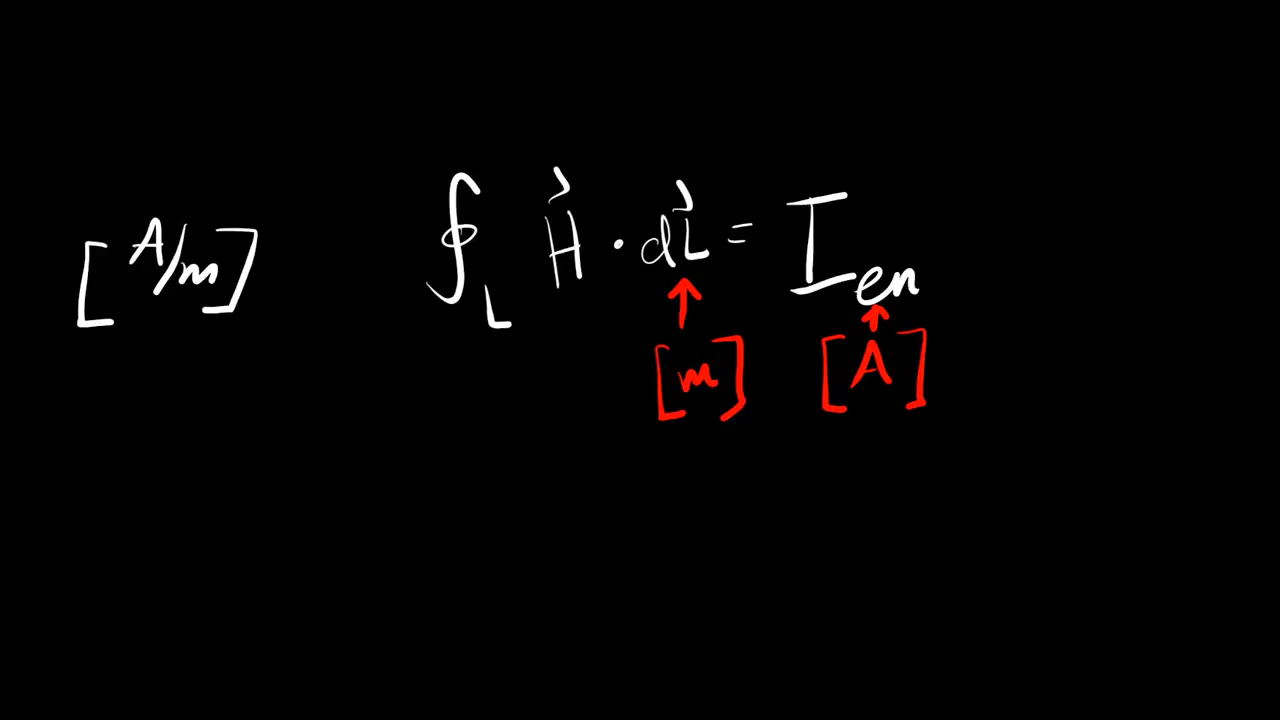 [A/m] ∮_L H⃗ · dL⃗ = I_en
[m] [A]